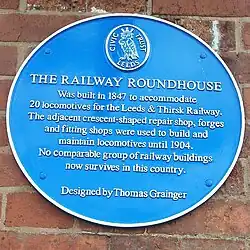 CIVIC TRUST
LEEDS
THE RAILWAY ROUNDHOUSE
Was built in 1847 to accommodate
20 locomotives for the Leeds & Thirsk Railway.
The adjacent crescent-shaped repair shop, forges
and fitting shops were used to build and
maintain locomotives until 1904.
No comparable group of railway buildings
now survives in this country.
Designed by Thomas Grainger